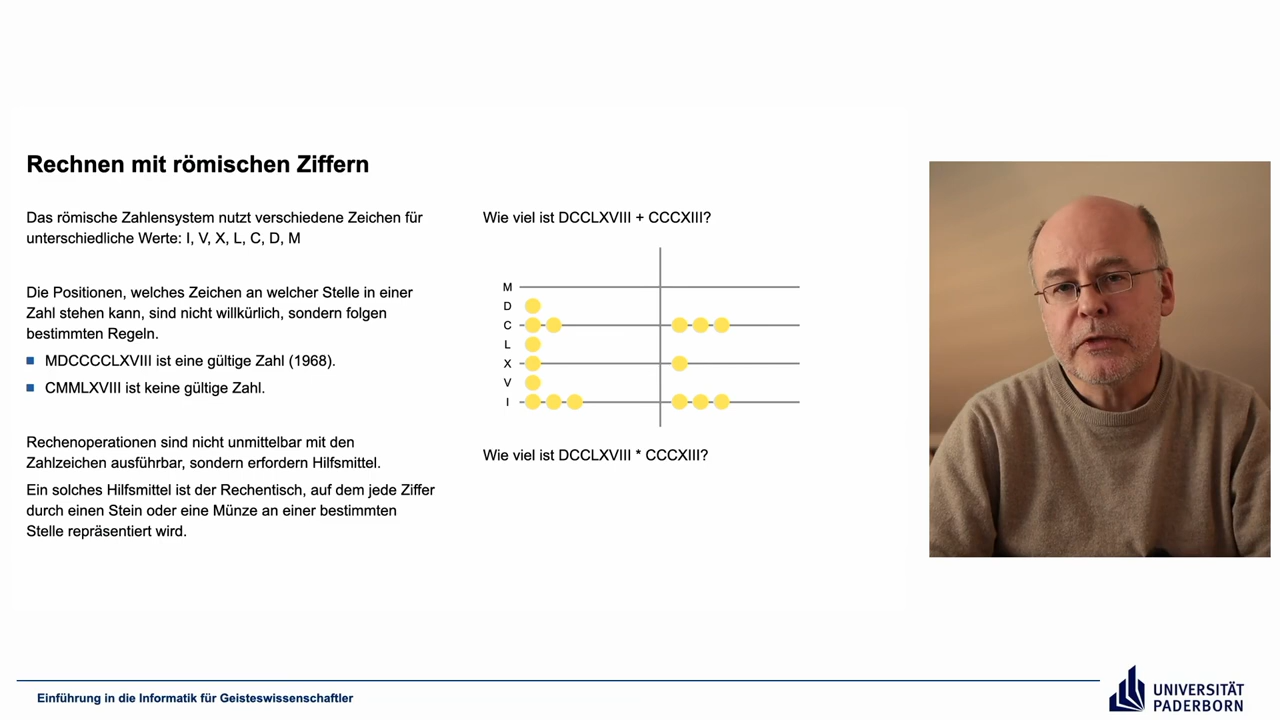 Rechnen mit römischen Ziffern
Das römische Zahlensystem nutzt verschiedene Zeichen für
unterschiedliche Werte: I, V, X, L, C, D, M
Die Positionen, welches Zeichen an welcher Stelle in einer
Zahl stehen kann, sind nicht willkürlich, sondern folgen
bestimmten Regeln.
MDCCCCLXVIII ist eine gültige Zahl (1968).
CMMLXVIII ist keine gültige Zahl.
Rechenoperationen sind nicht unmittelbar mit den
Zahlzeichen ausführbar, sondern erfordern Hilfsmittel.
Ein solches Hilfsmittel ist der Rechentisch, auf dem jede Ziffer
durch einen Stein oder eine Münze an einer bestimmten
Stelle repräsentiert wird.
Wie viel ist DCCLXVIII + CCCXIII?
M
D
C
L
X
V
I
Wie viel ist DCCLXVIII * CCCXIII?
Einführung in die Informatik für Geisteswissenschaftler
UNIVERSITÄT
PADERBORN